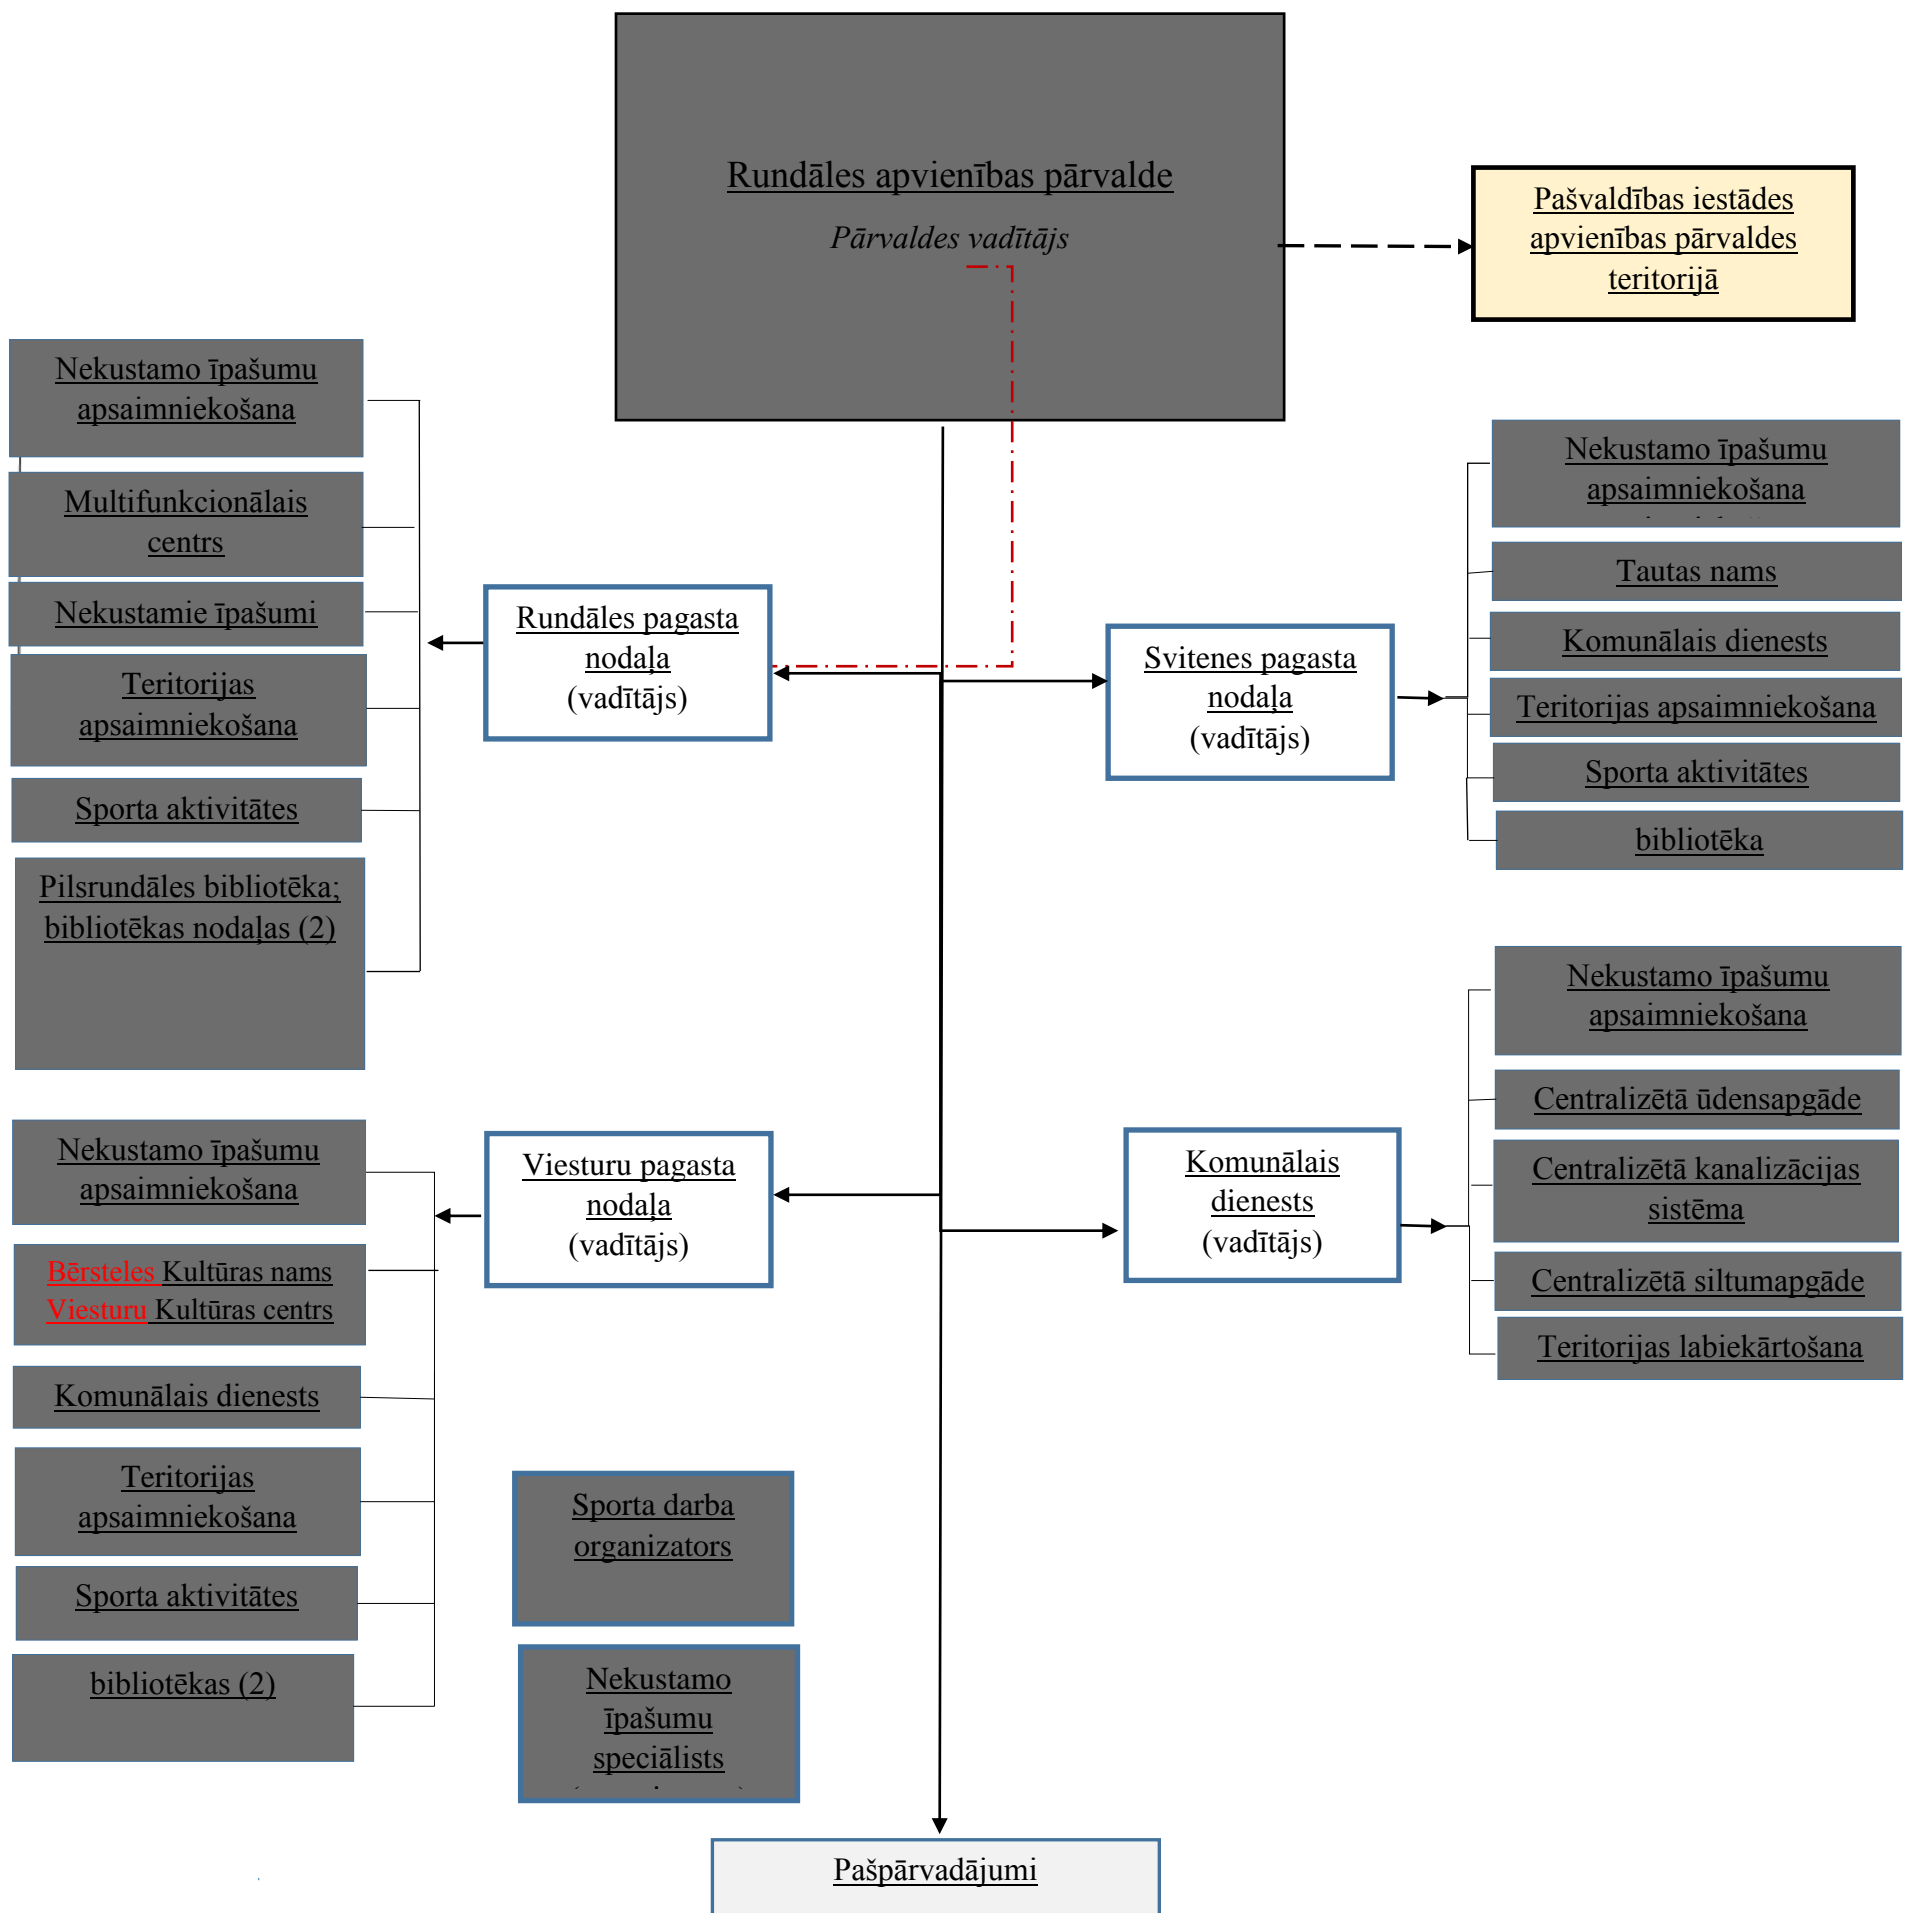 Rundāles apvienības pārvalde
Pārvaldes vadītājs
Pašvaldības iestādes
apvienības pārvaldes
teritorijā
Nekustamo īpašumu
apsaimniekošana
Multifunkcionālais
centrs
Nekustamie īpašumi
Teritorijas
apsaimniekošana
Sporta aktivitātes
Pilsrundāles bibliotēka;
bibliotēkas nodaļas (2)
Rundāles pagasta
nodaļa
(vadītājs)
Svitenes pagasta
nodaļa
(vadītājs)
Nekustamo īpašumu
apsaimniekošana
Tautas nams
Komunālais dienests
Teritorijas apsaimniekošana
Sporta aktivitātes
bibliotēka
Nekustamo īpašumu
apsaimniekošana
Bērsteles Kultūras nams
Viesturu Kultūras centrs
Komunālais dienests
Teritorijas
apsaimniekošana
Sporta aktivitātes
bibliotēkas (2)
Viesturu pagasta
nodaļa
(vadītājs)
Komunālais
dienests
(vadītājs)
Nekustamo īpašumu
apsaimniekošana
Centralizētā ūdensapgāde
Centralizētā kanalizācijas
sistēma
Centralizētā siltumapgāde
Teritorijas labiekārtošana
Sporta darba
organizators
Nekustamo
īpašumu
speciālists
Pašpārvadājumi